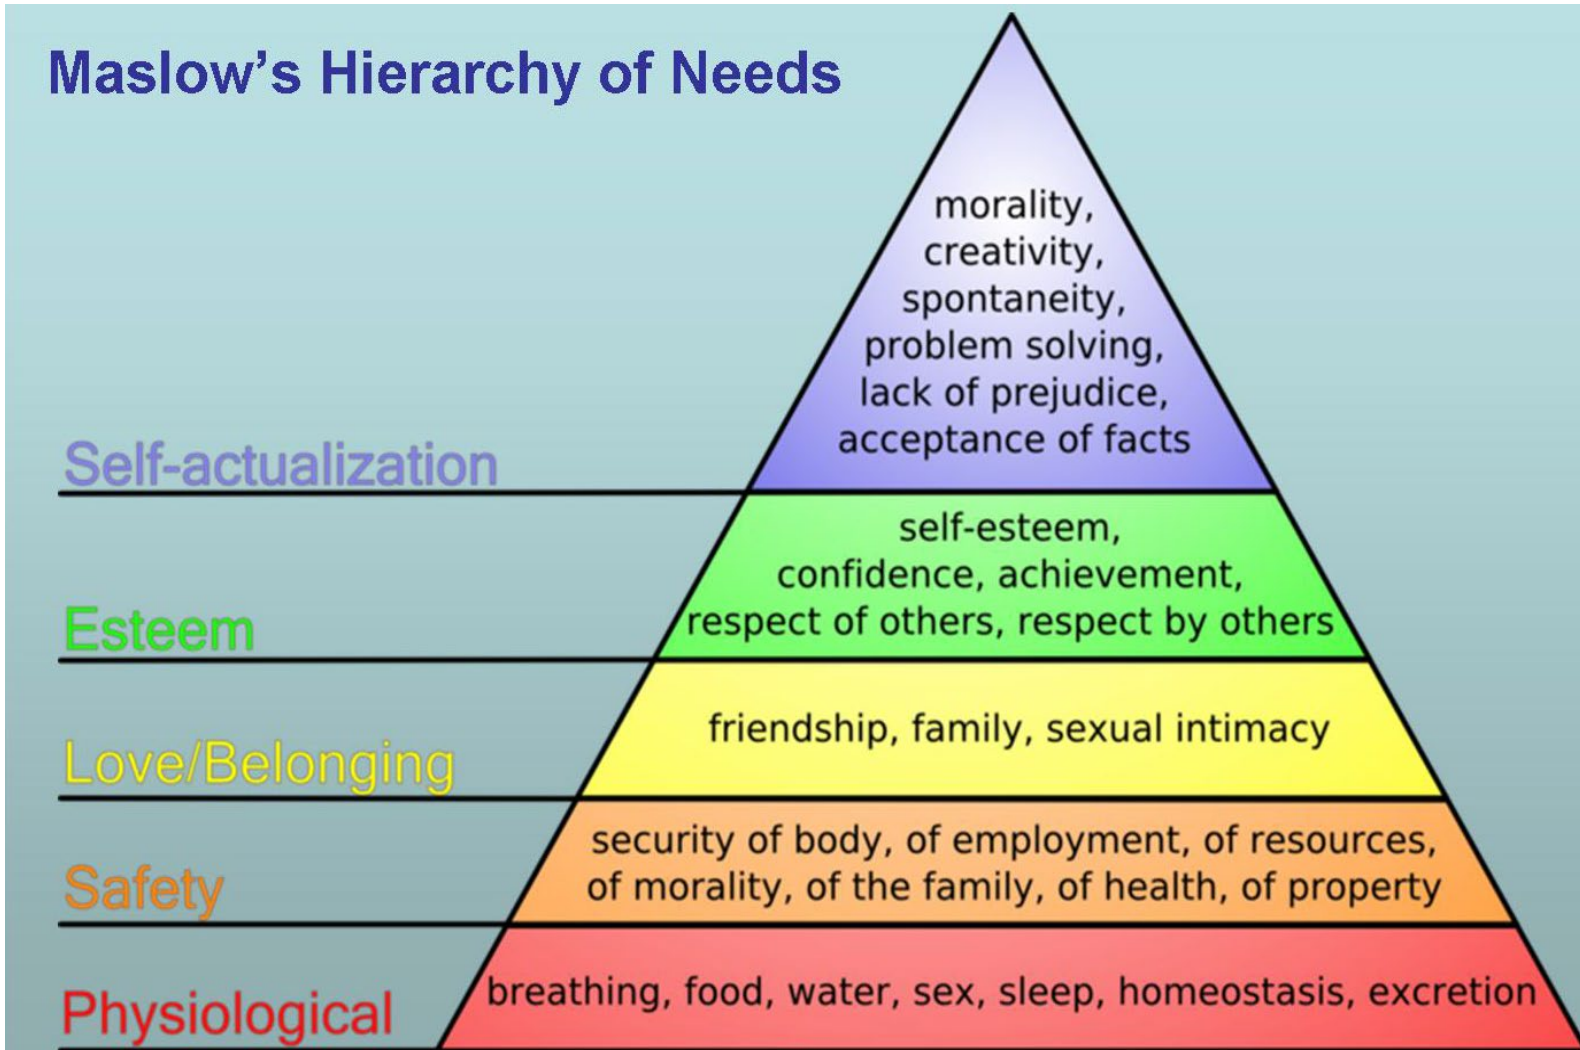 Maslow’s Hierarchy of Needs
morality,
creativity,
spontaneity,
problem solving,
lack of prejudice,
acceptance of facts
Self-actualization
self-esteem,
confidence, achievement,
respect of others, respect by others
Esteem
friendship, family, sexual intimacy
Love/Belonging
security of body, of employment, of resources,
of morality, of the family, of health, of property
Safety
breathing, food, water, sex, sleep, homeostasis, excretion
Physiological